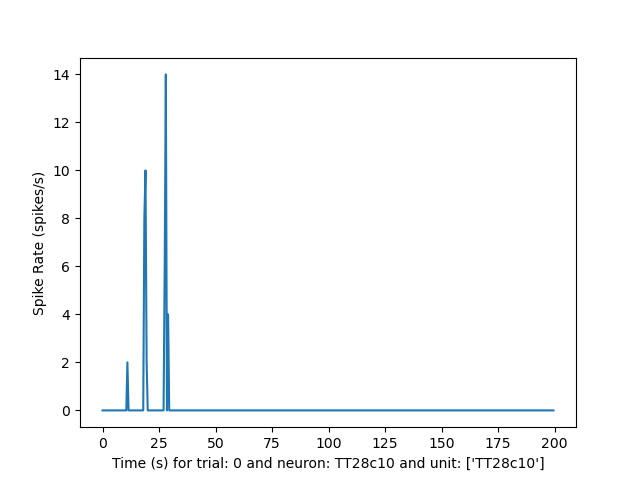 14
12
10
8
6
4
2
0
Spike Rate (spikes/s)
0 25 50 75 100 125 150 175 200
Time (s) for trial: 0 and neuron: TT28c10 and unit: ['TT28c10']